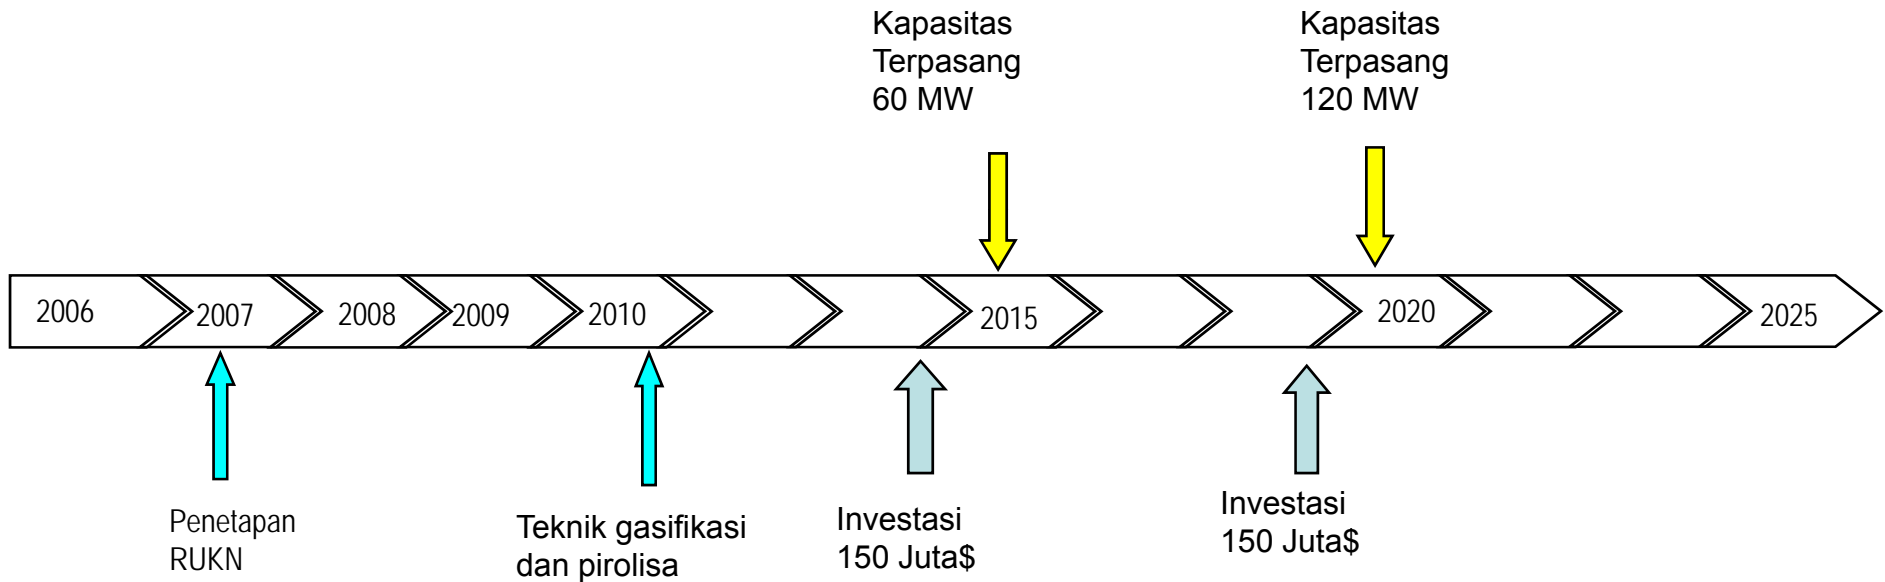 Kapasitas
Terpasang
60 MW
Kapasitas
Terpasang
120 MW
2006
2007
2008
2009
2010
2015
2020
2025
Penetapan
RUKN
Teknik gasifikasi
dan pirolisa
Investasi
150 Juta$
Investasi
150 Juta$